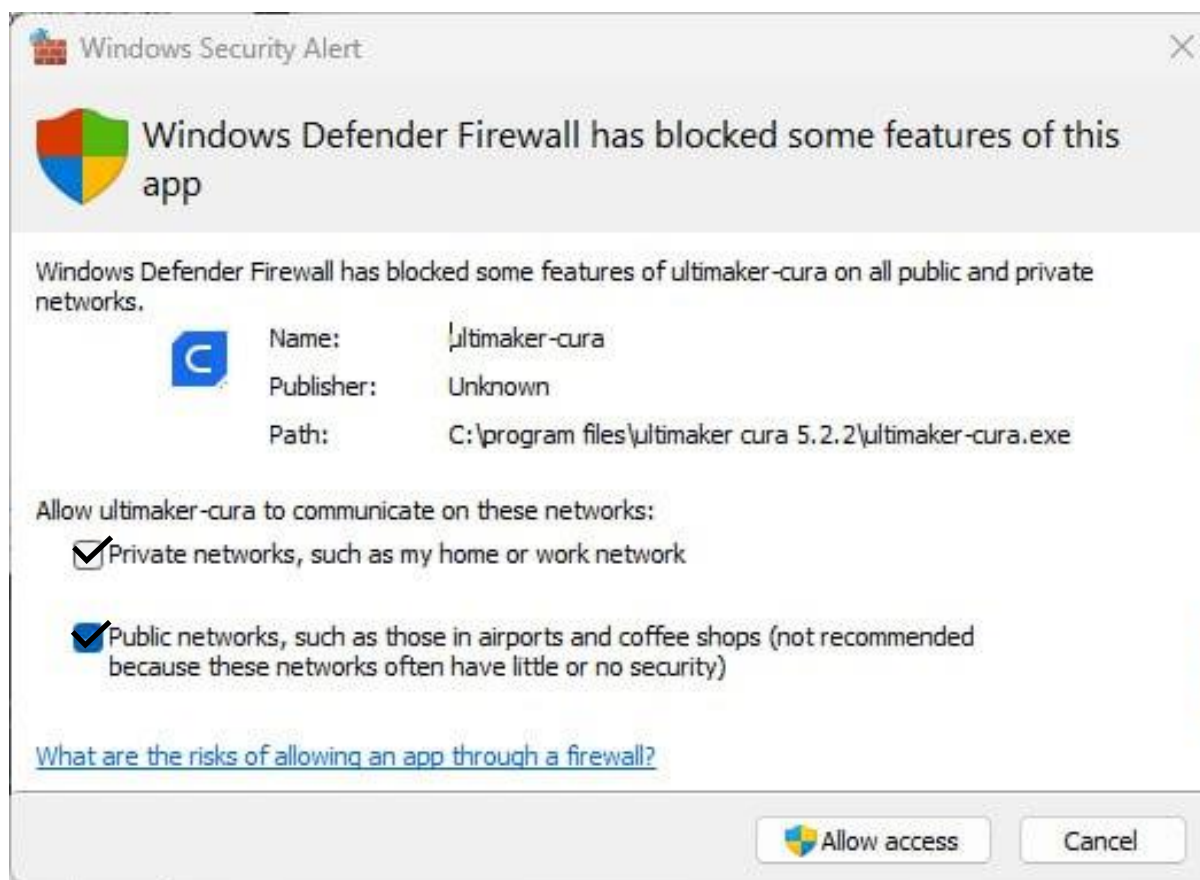 Windows Security Alert
Windows Defender Firewall has blocked some features of this
app
Windows Defender Firewall has blocked some features of ultimaker-cura on all public and private
networks.
Name: ultimaker-cura
Publisher: Unknown
Path: C:\program files\ultimaker cura 5.2.2\ultimaker-cura.exe
Allow ultimaker-cura to communicate on these networks:
Private networks, such as my home or work network
Public networks, such as those in airports and coffee shops (not recommended
because these networks often have little or no security)
What are the risks of allowing an app through a firewall?
Allow access Cancel